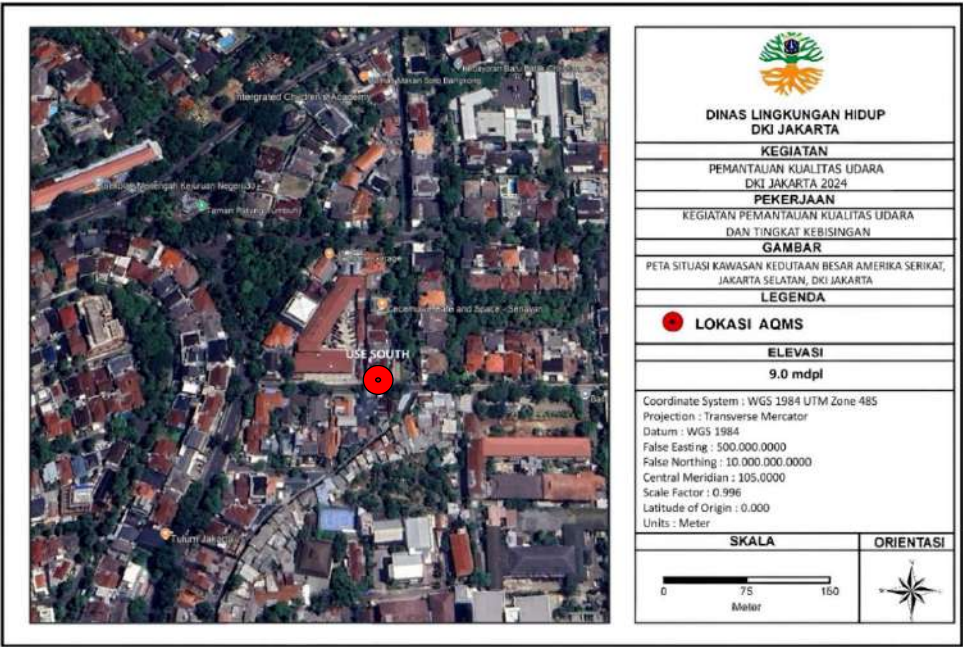 Intergrated Children's Academy
USE SOUTH
Tulum Jakarta
DINAS LINGKUNGAN HIDUP
DKI JAKARTA
KEGIATAN
PEMANTAUAN KUALITAS UDARA
DKI JAKARTA 2024
PEKERJAAN
KEGIATAN PEMANTAUAN KUALITAS UDARA
DAN TINGKAT KEBISINGAN
GAMBAR
PETA SITUASI KAWASAN KEDUTAAN BESAR AMERIKA SERIKAT,
JAKARTA SELATAN, DKI JAKARTA
LEGENDA
LOKASI AQMS
ELEVASI
9.0 mdpl
Coordinate System : WGS 1984 UTM Zone 48S
Projection : Transverse Mercator
Datum : WGS 1984
False Easting : 500.000.0000
False Northing : 10.000.000.0000
Central Meridian : 105.0000
Scale Factor : 0.996
Latitude of Origin : 0.000
Units : Meter
SKALA
0 75 150
Meter
ORIENTASI